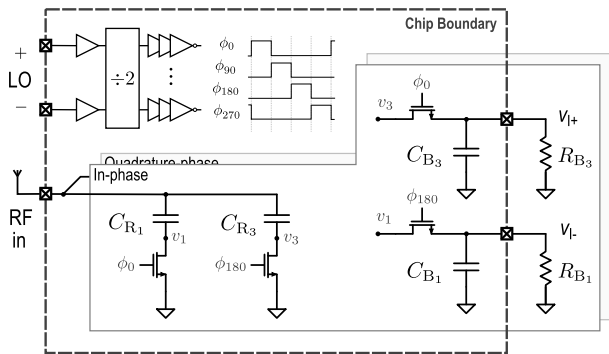 Chip Boundary
+
LO
−
÷2
ϕ0
ϕ90
ϕ180
ϕ270
Quadrature-phase
In-phase
RF
in
CR1
v1
ϕ0
CR3
v3
ϕ180
v3
ϕ0
CB3
VI+
RB3
v1
ϕ180
CB1
VI-
RB1